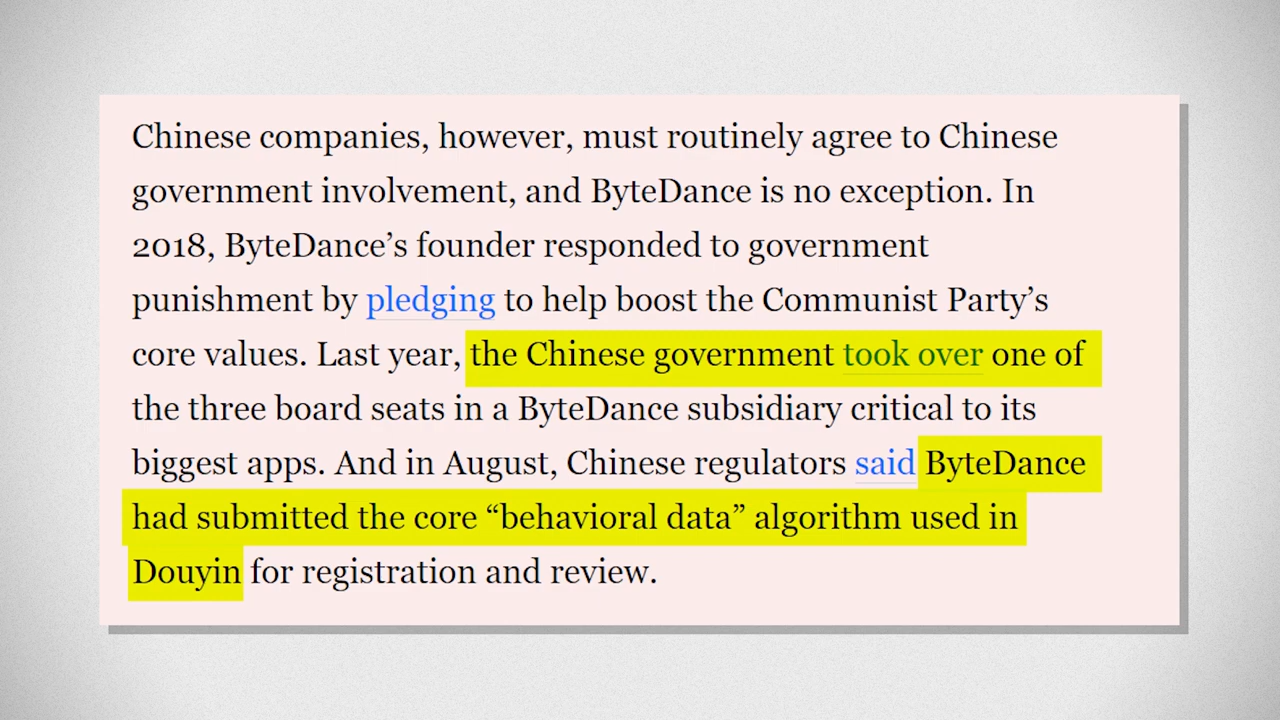 Chinese companies, however, must routinely agree to Chinese
government involvement, and ByteDance is no exception. In
2018, ByteDance’s founder responded to government
punishment by pledging to help boost the Communist Party’s
core values. Last year, the Chinese government took over one of
the three board seats in a ByteDance subsidiary critical to its
biggest apps. And in August, Chinese regulators said ByteDance
had submitted the core “behavioral data” algorithm used in
Douyin for registration and review.